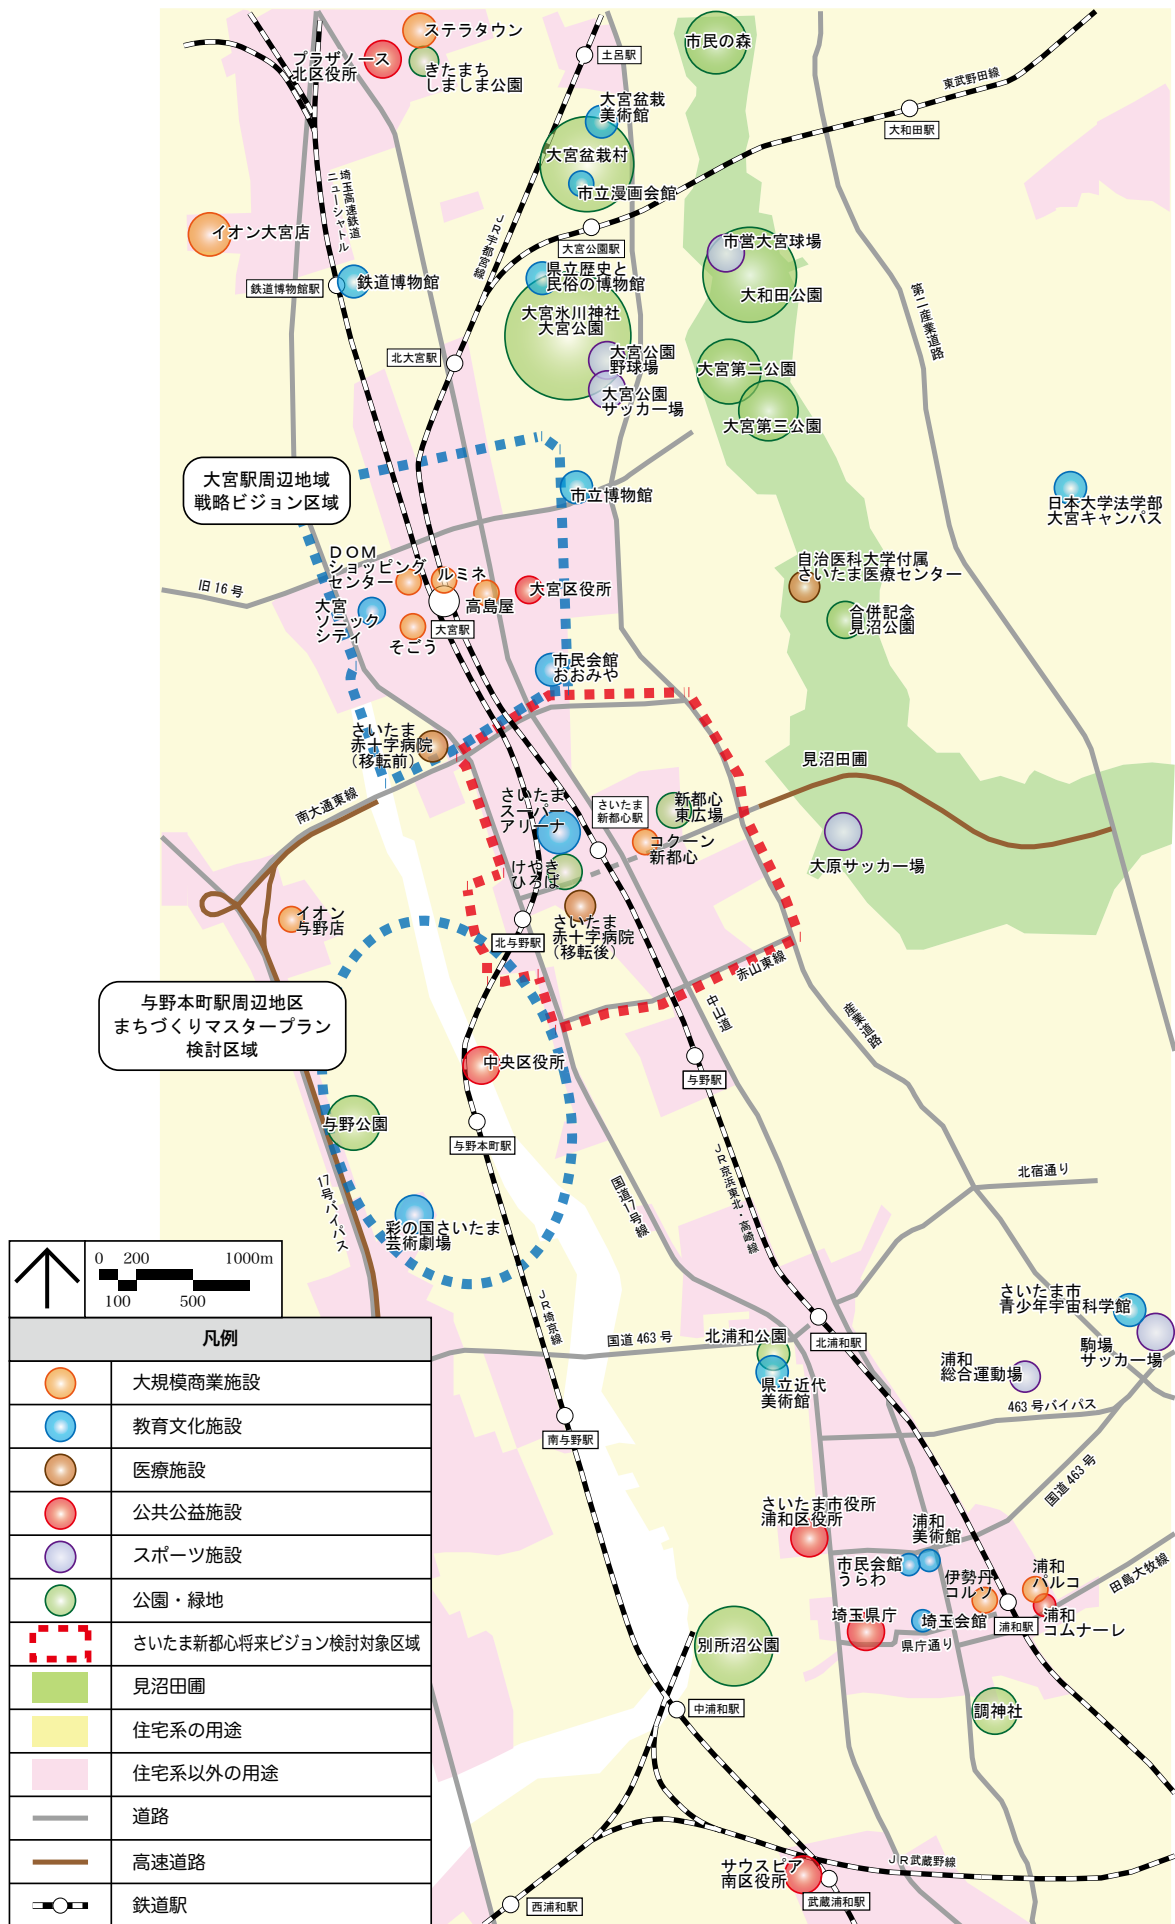 ステラタウン
プラザノース
北区役所
きたまち
しましま公園
土呂駅
市民の森
東武野田線
大和田駅
大宮盆栽
美術館
大宮盆栽村
市立漫画会館
埼玉高速鉄道
ニューシャトル
JR宇都宮線
イオン大宮店
大宮公園駅
市営大宮球場
大和田公園
鉄道博物館駅
鉄道博物館
県立歴史と
民俗の博物館
大宮氷川神社
大宮公園
第二産業道路
北大宮駅
大宮公園
野球場
大宮公園
サッカー場
大宮第二公園
大宮第三公園
大宮駅周辺地域
戦略ビジョン区域
市立博物館
日本大学法学部
大宮キャンパス
旧16号
DOM
ショッピング
センター
ルミネ
高島屋
大宮区役所
自治医科大学付属
さいたま医療センター
合併記念
見沼公園
大宮
ソニック
シティ
そごう
大宮駅
市民会館
おおみや
さいたま
赤十字病院
(移転前)
見沼田圃
南大通東線
さいたま
スーパー
アリーナ
さいたま
新都心駅
新都心
東広場
コクーン
新都心
大原サッカー場
けやき
ひろば
イオン
与野店
さいたま
赤十字病院
(移転後)
北与野駅
赤山東線
中山道
産業道路
与野本町駅周辺地区
まちづくりマスタープラン
検討区域
中央区役所
与野駅
与野公園
与野本町駅
17号バイパス
国道17号線
JR京浜東北・高崎線
北宿通り
彩の国さいたま
芸術劇場
JR埼京線
国道463号
北浦和公園
北浦和駅
県立近代
美術館
さいたま市
青少年宇宙科学館
駒場
サッカー場
浦和
総合運動場
463号バイパス
南与野駅
国道463号
さいたま市役所
浦和区役所
浦和
美術館
市民会館
うらわ
伊勢丹
コルソ
浦和
パルコ
田島大牧線
埼玉県庁
埼玉会館
浦和駅
浦和
コムナーレ
県庁通り
別所沼公園
調神社
中浦和駅
JR武蔵野線
サウスピア
南区役所
西浦和駅
武蔵浦和駅
0 200 1000m
100 500
凡例
大規模商業施設
教育文化施設
医療施設
公共公益施設
スポーツ施設
公園・緑地
さいたま新都心将来ビジョン検討対象区域
見沼田圃
住宅系の用途
住宅系以外の用途
道路
高速道路
鉄道駅